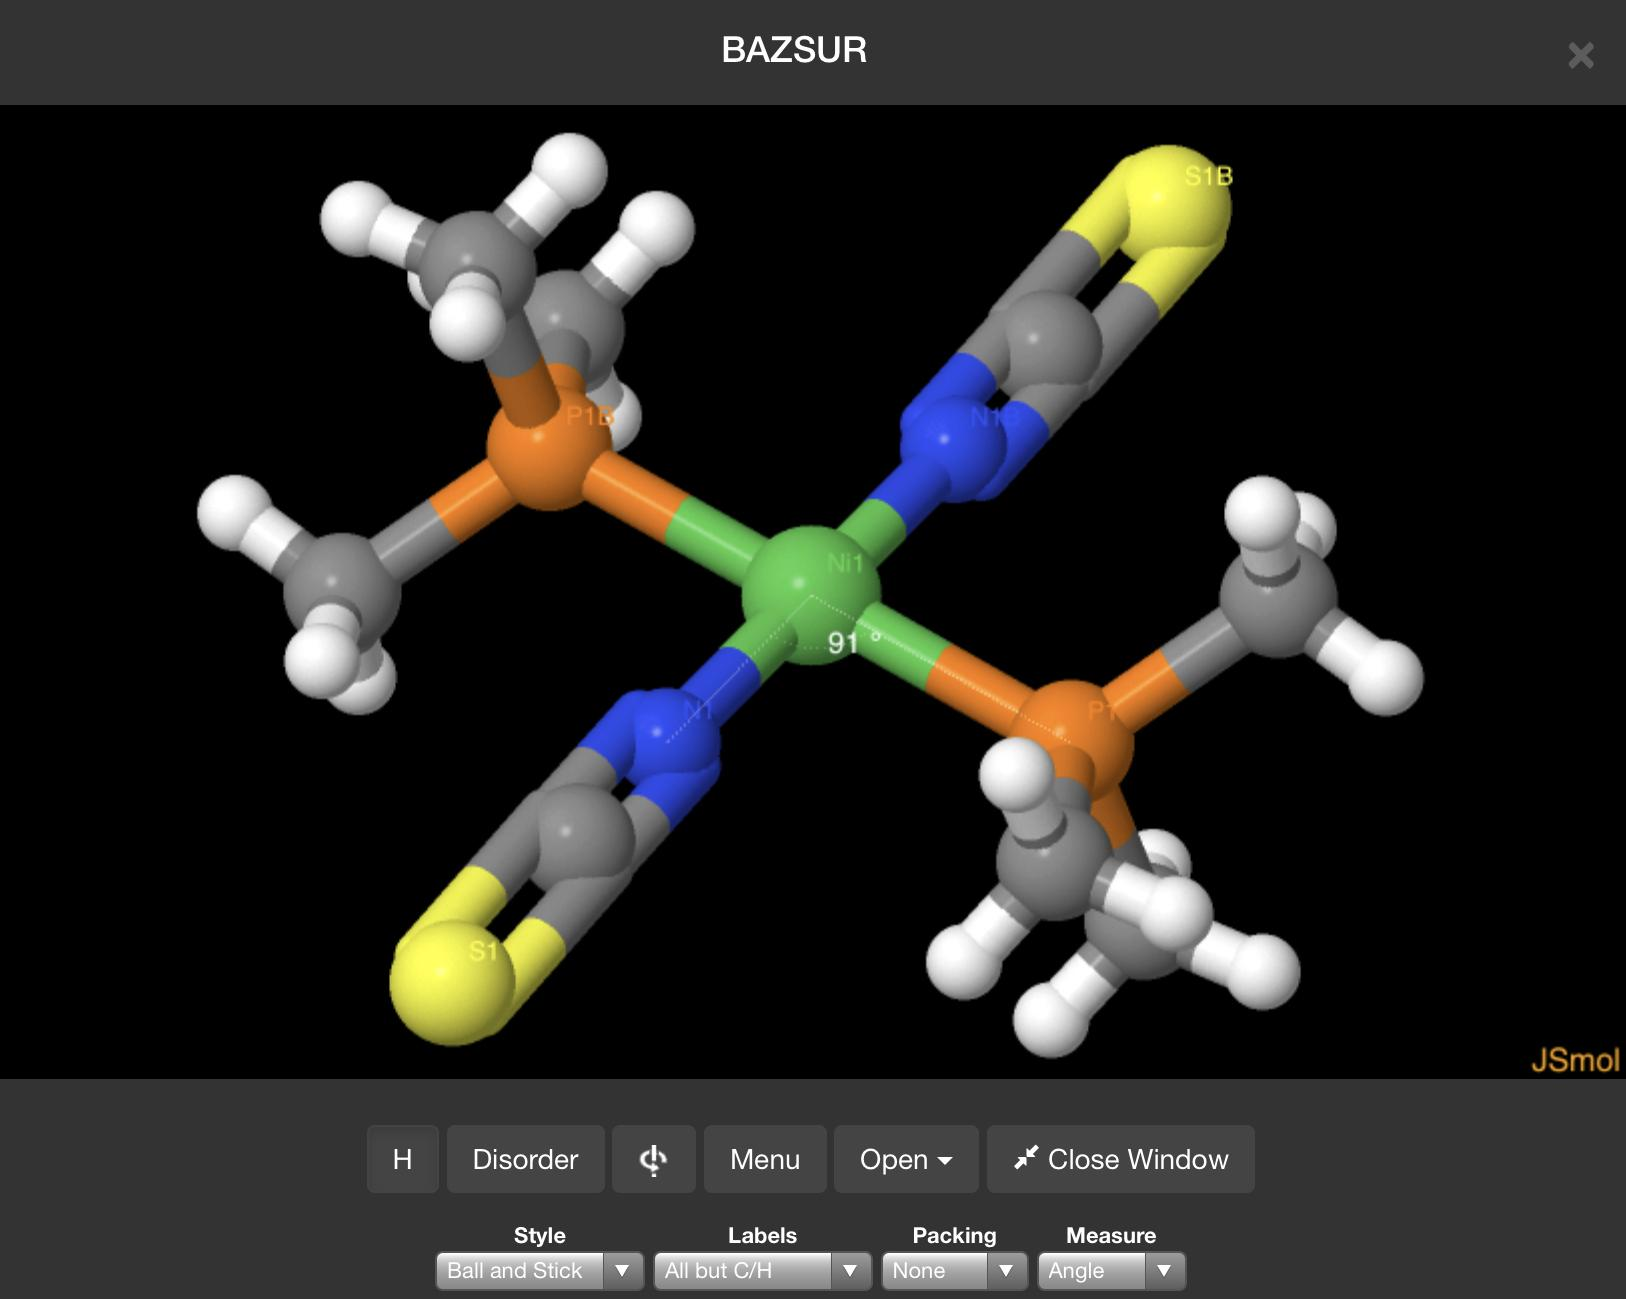 BAZSUR
S1B
P1B
N1B
Ni1
91 °
N1
P1
S1
JSmol
H Disorder Menu Open Close Window
Style Labels Packing Measure
Ball and Stick All but C/H None Angle